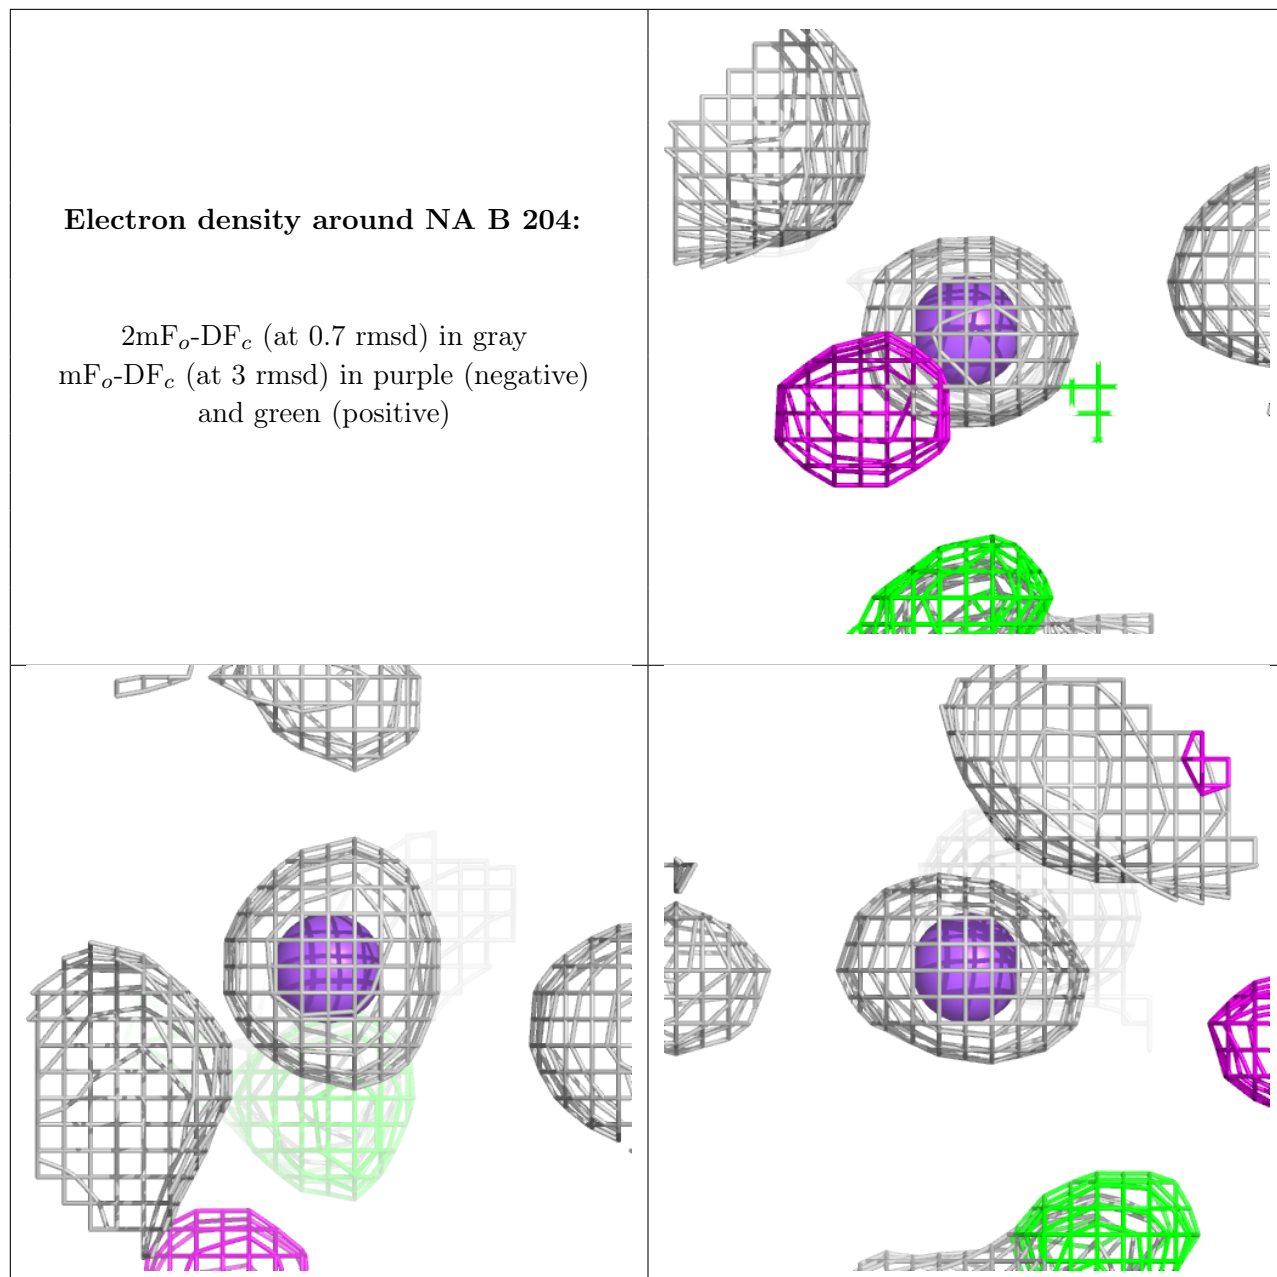 Electron density around NA B 204:
2mFo-DFc (at 0.7 rmsd) in gray
mFo-DFc (at 3 rmsd) in purple (negative)
and green (positive)